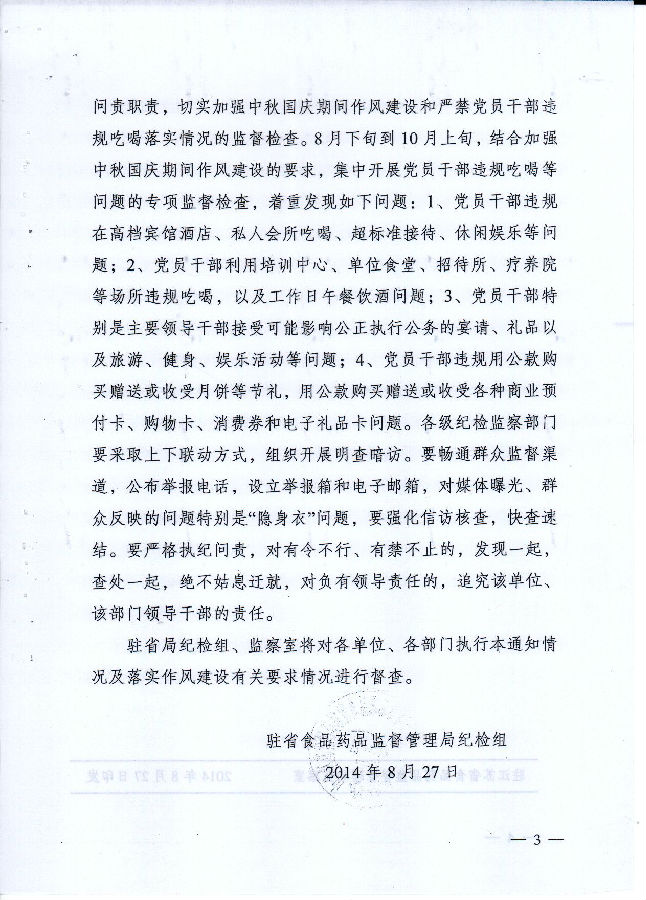 问责职责，切实加强中秋国庆期间作风建设和严禁党员干部违
规吃喝落实情况的监督检查。8月下旬到10月上旬，结合加强
中秋国庆期间作风建设的要求，集中开展党员干部违规吃喝等
问题的专项监督检查，着重发现如下问题：1、党员干部违规
在高档宾馆酒店、私人会所吃喝、超标准接待、休闲娱乐等问
题；2、党员干部利用培训中心、单位食堂、招待所、疗养院
等场所违规吃喝，以及工作日午餐饮酒问题；3、党员干部特
别是主要领导干部接受可能影响公正执行公务的宴请、礼品以
及旅游、健身、娱乐活动等问题；4、党员干部违规用公款购
买赠送或收受月饼等节礼，用公款购买赠送或收受各种商业预
付卡、购物卡、消费券和电子礼品卡问题。各级纪检监察部门
要采取上下联动方式，组织开展明查暗访。要畅通群众监督渠
道，公布举报电话，设立举报箱和电子邮箱，对媒体曝光、群
众反映的问题特别是“隐身衣”问题，要强化信访核查，快查速
结。要严格执纪问责，对有令不行、有禁不止的，发现一起，
查处一起，绝不姑息迁就，对负有领导责任的，追究该单位、
该部门领导干部的责任。
驻省局纪检组、监察室将对各单位、各部门执行本通知情
况及落实作风建设有关要求情况进行督查。
驻省食品药品监督管理局纪检组
2014年8月27日
— 3 —